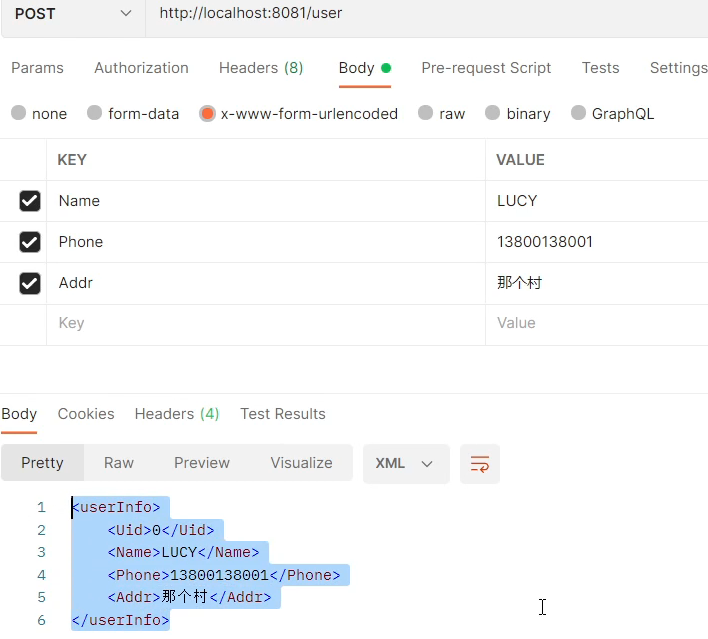 POST http://localhost:8081/user
Params Authorization Headers (8) Body Pre-request Script Tests Settings
none form-data x-www-form-urlencoded raw binary GraphQL
KEY VALUE
Name LUCY
Phone 13800138001
Addr 那个村
Key Value
Body Cookies Headers (4) Test Results
Pretty Raw Preview Visualize XML
1 <userInfo>
2 <Uid>0</Uid>
3 <Name>LUCY</Name>
4 <Phone>13800138001</Phone>
5 <Addr>那个村</Addr>
6 </userInfo>